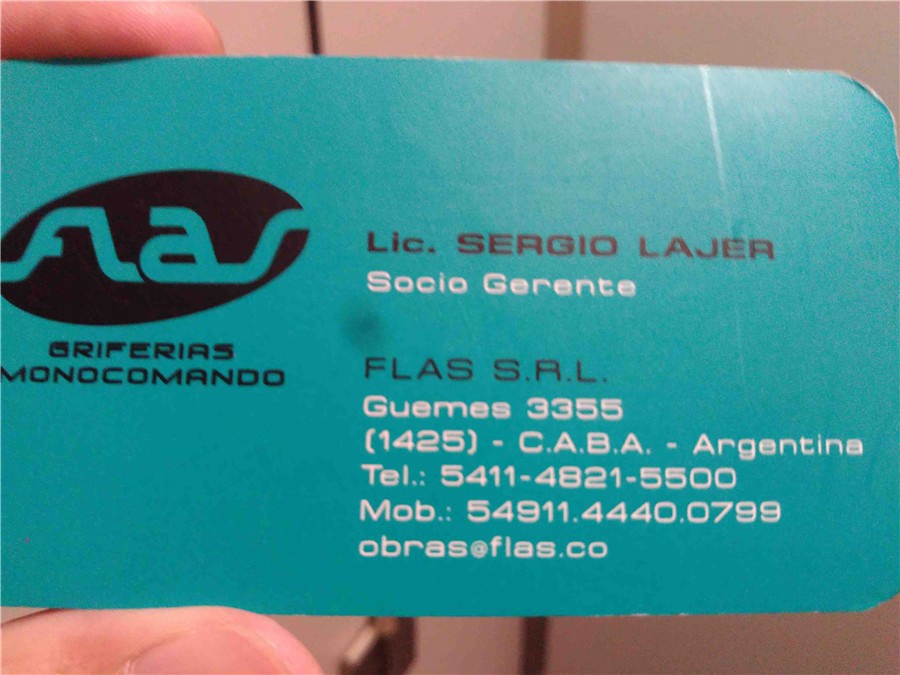 flas
GRIFERIAS
MONOCOMANDO
Lic. SERGIO LAJER
Socio Gerente
FLAS S.R.L.
Guemes 3355
(1425) - C.A.B.A. - Argentina
Tel.: 5411-4821-5500
Mob.: 54911.4440.0799
obras@flas.co